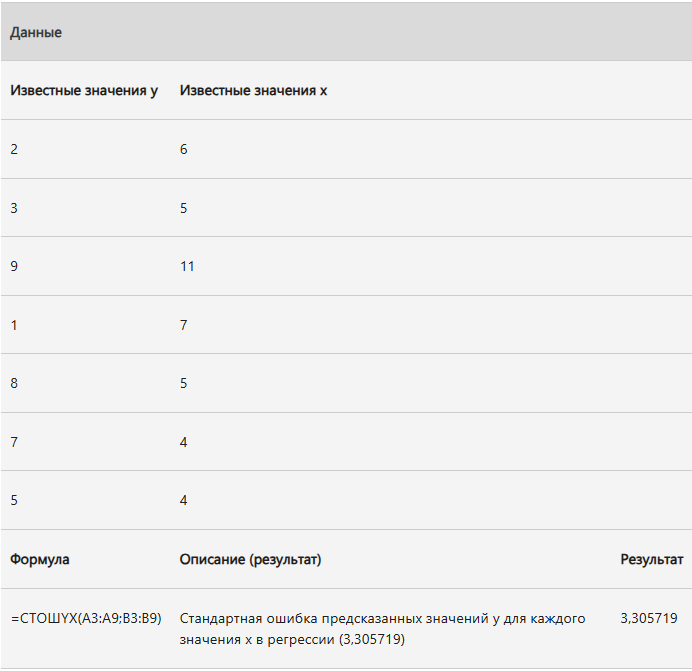 Данные
Известные значения y Известные значения x
2 6
3 5
9 11
1 7
8 5
7 4
5 4
Формула Описание (результат) Результат
=СТОШYX(A3:A9;B3:B9) Стандартная ошибка предсказанных значений y для каждого 3,305719
значения x в регрессии (3,305719)